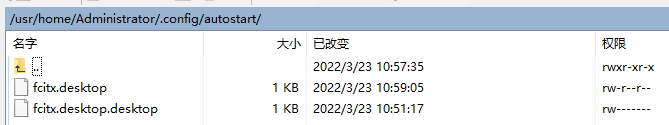 /usr/home/Administrator/.config/autostart/
名字 大小 已改变 权限
.. 2022/3/23 10:57:35 rwxr-xr-x
fcitx.desktop 1 KB 2022/3/23 10:59:05 rw-r--r--
fcitx.desktop.desktop 1 KB 2022/3/23 10:51:17 rw-------